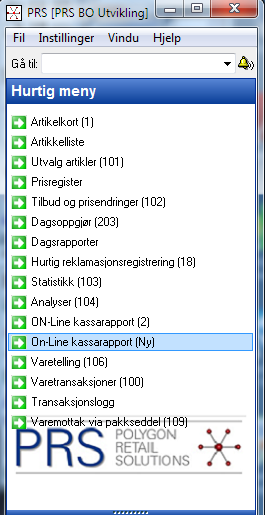 PRS [PRS BO Utvikling]
Fil Instillinger Vindu Hjelp
Gå til:
Hurtig meny
Artikelkort (1)
Artikkelliste
Utvalg artikler (101)
Prisregister
Tilbud og prisendringer (102)
Dagsoppgjør (203)
Dagsrapporter
Hurtig reklamasjonsregistrering (18)
Statistikk (103)
Analyser (104)
ON-Line kassarapport (2)
On-Line kassarapport (Ny)
Varetelling (106)
Varetransaksjoner (100)
Transaksjonslogg
Varemottak via pakkseddel (109)
PRS POLYGON
RETAIL
SOLUTIONS